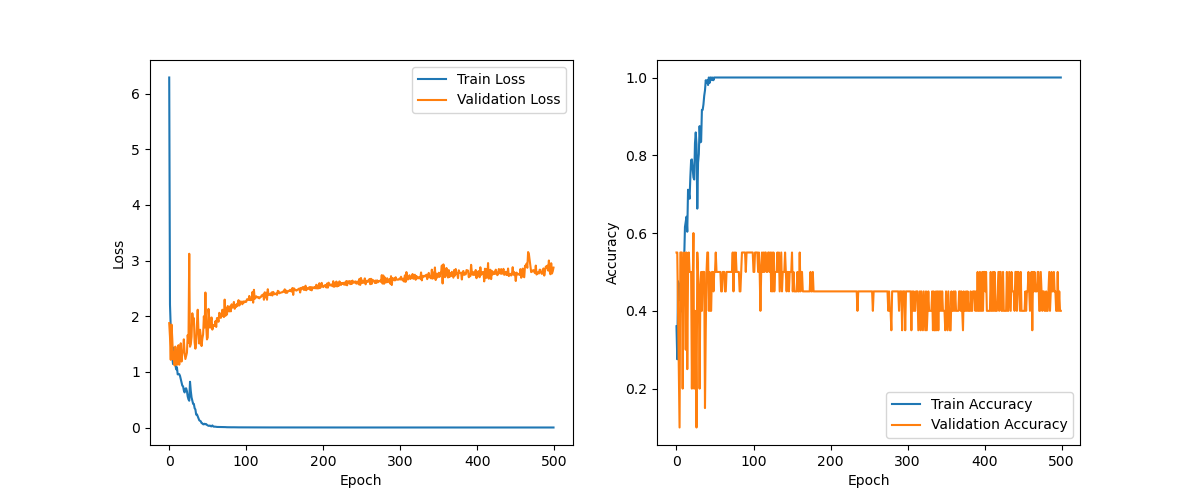 Train Loss
Validation Loss
6
5
4
3
2
1
0
Loss
0 100 200 300 400 500
Epoch
1.0
0.8
0.6
0.4
0.2
Accuracy
Train Accuracy
Validation Accuracy
0 100 200 300 400 500
Epoch